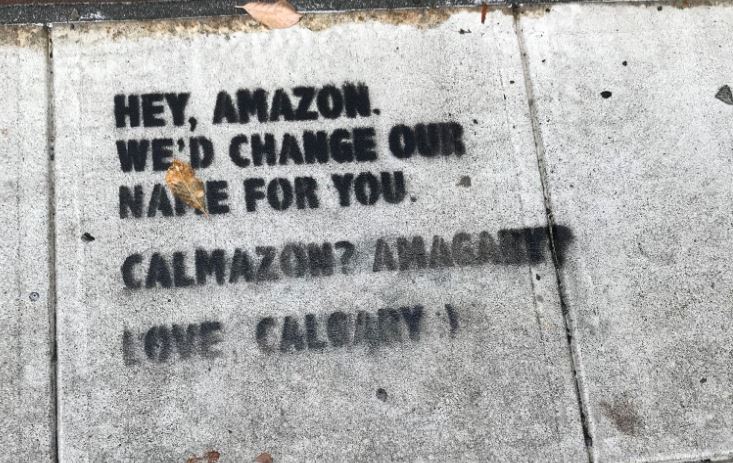 HEY, AMAZON.
WE'D CHANGE OUR
NAME FOR YOU.
CALMAZON? AMAGARY?
LOVE CALGARY )